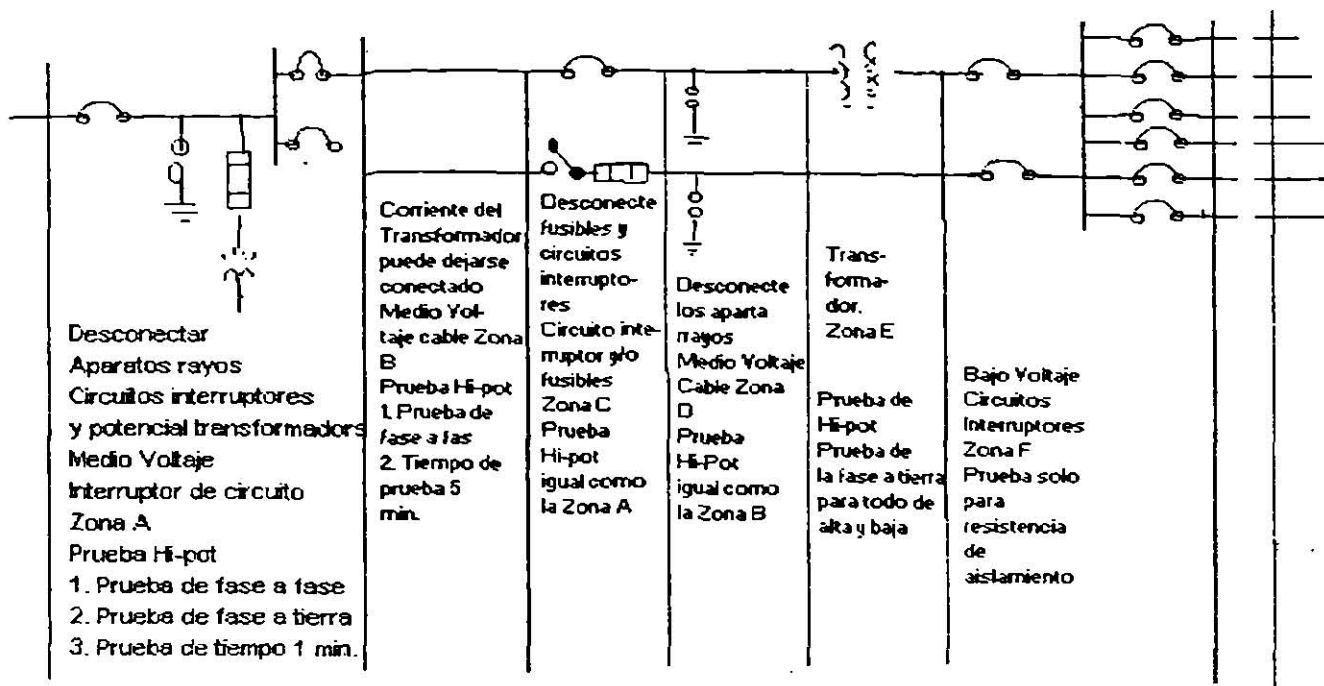 Desconectar
Aparatos rayos
Circuitos interruptores
y potencial transformadors
Medio Voltaje
Interruptor de circuito
Zona A
Prueba Hi-pot
1. Prueba de fase a fase
2. Prueba de fase a tierra
3. Prueba de tiempo 1 min.
Corriente del
Transformador
puede dejarse
conectado
Medio Vol-
taje cable Zona
B
Prueba Hi-pot
1. Prueba de
fase a fas
2. Tiempo de
prueba 5
min.
Desconecte
fusibles y
circuitos
interrupto-
res
Circuito inte-
rruptor y/o
fusibles
Zona C
Prueba
Hi-pot
igual como
la Zona A
Desconecte
los aparta
rrayos
Medio Voltaje
Cable Zona
D
Prueba
Hi-Pot
igual como
la Zona B
Trans-
forma-
dor.
Zona E
Prueba de
Hi-pot
Prueba de
la fase a tierra
para todo de
alta y baja
Bajo Voltaje
Circuitos
Interruptores
Zona F
Prueba solo
para
resistencia
de
aislamiento